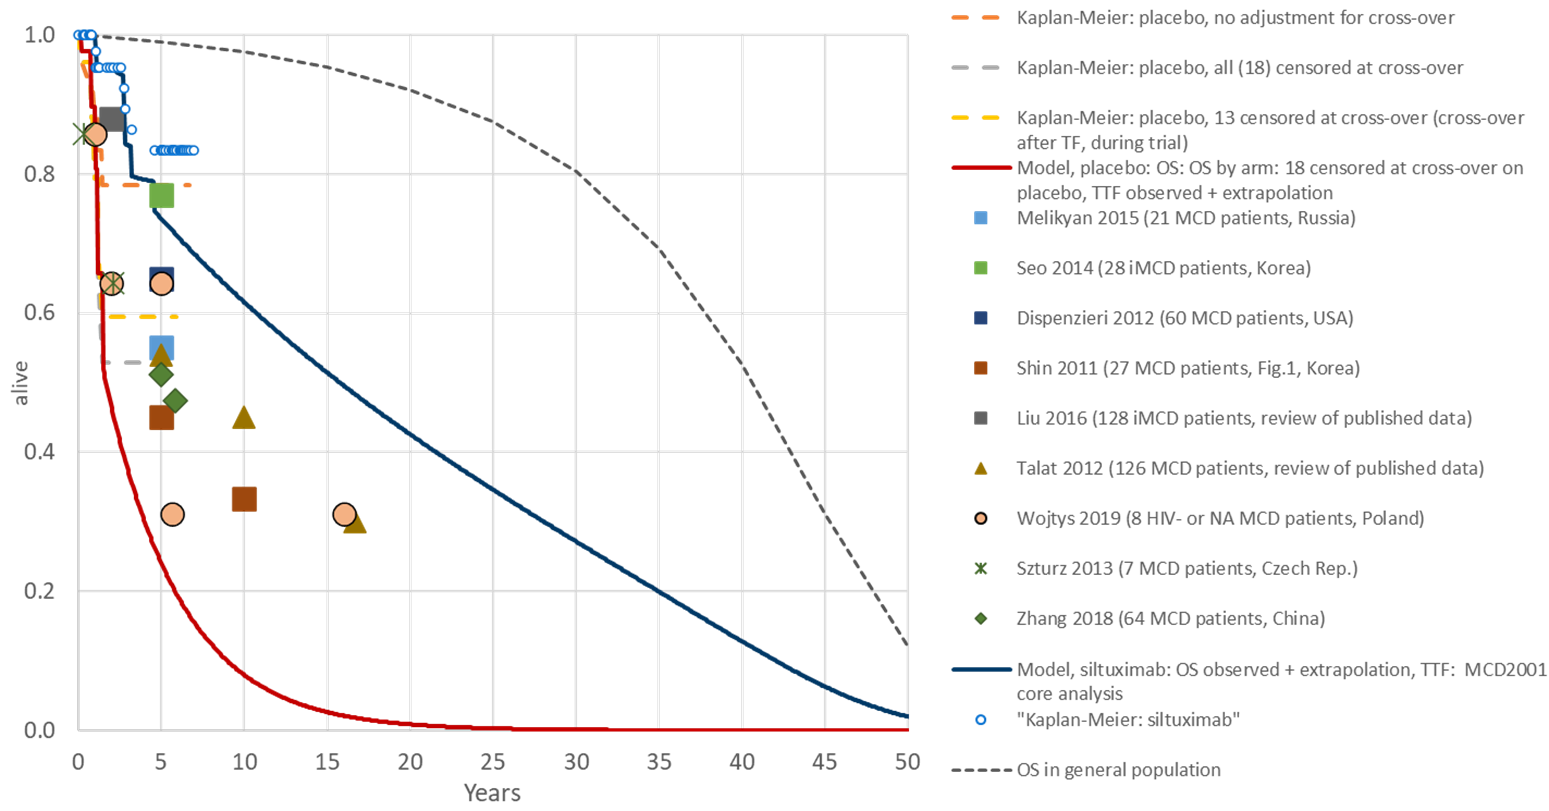 1.0
0.8
0.6
0.4
0.2
0.0
alive
0 5 10 15 20 25 30 35 40 45 50
Years
Kaplan-Meier: placebo, no adjustment for cross-over
Kaplan-Meier: placebo, all (18) censored at cross-over
Kaplan-Meier: placebo, 13 censored at cross-over (cross-over
after TF, during trial)
Model, placebo: OS: OS by arm: 18 censored at cross-over on
placebo, TTF observed + extrapolation
Melikyan 2015 (21 MCD patients, Russia)
Seo 2014 (28 iMCD patients, Korea)
Dispenzieri 2012 (60 MCD patients, USA)
Shin 2011 (27 MCD patients, Fig.1, Korea)
Liu 2016 (128 iMCD patients, review of published data)
Talat 2012 (126 MCD patients, review of published data)
Wojtys 2019 (8 HIV- or NA MCD patients, Poland)
Szturz 2013 (7 MCD patients, Czech Rep.)
Zhang 2018 (64 MCD patients, China)
Model, siltuximab: OS observed + extrapolation, TTF: MCD2001
core analysis
"Kaplan-Meier: siltuximab"
OS in general population